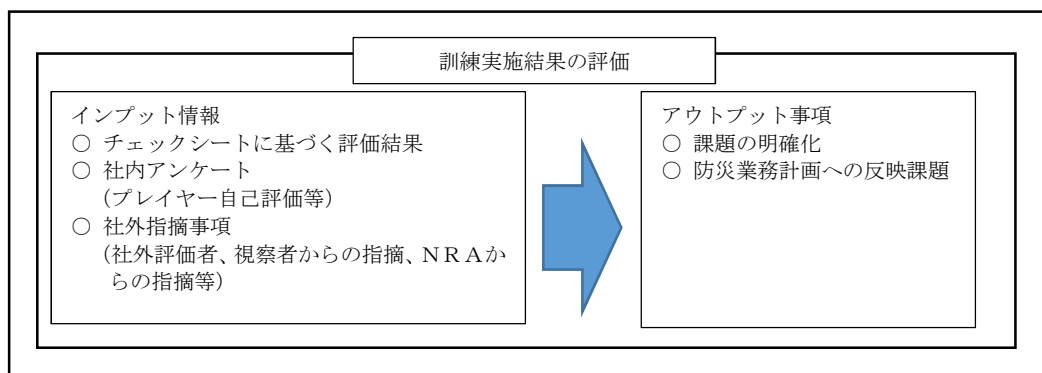 訓練実施結果の評価
インプット情報
○ チェックシートに基づく評価結果
○ 社内アンケート
（プレイヤー自己評価等）
○ 社外指摘事項
（社外評価者、視察者からの指摘、ＮＲＡか
らの指摘等）
アウトプット事項
○ 課題の明確化
○ 防災業務計画への反映課題